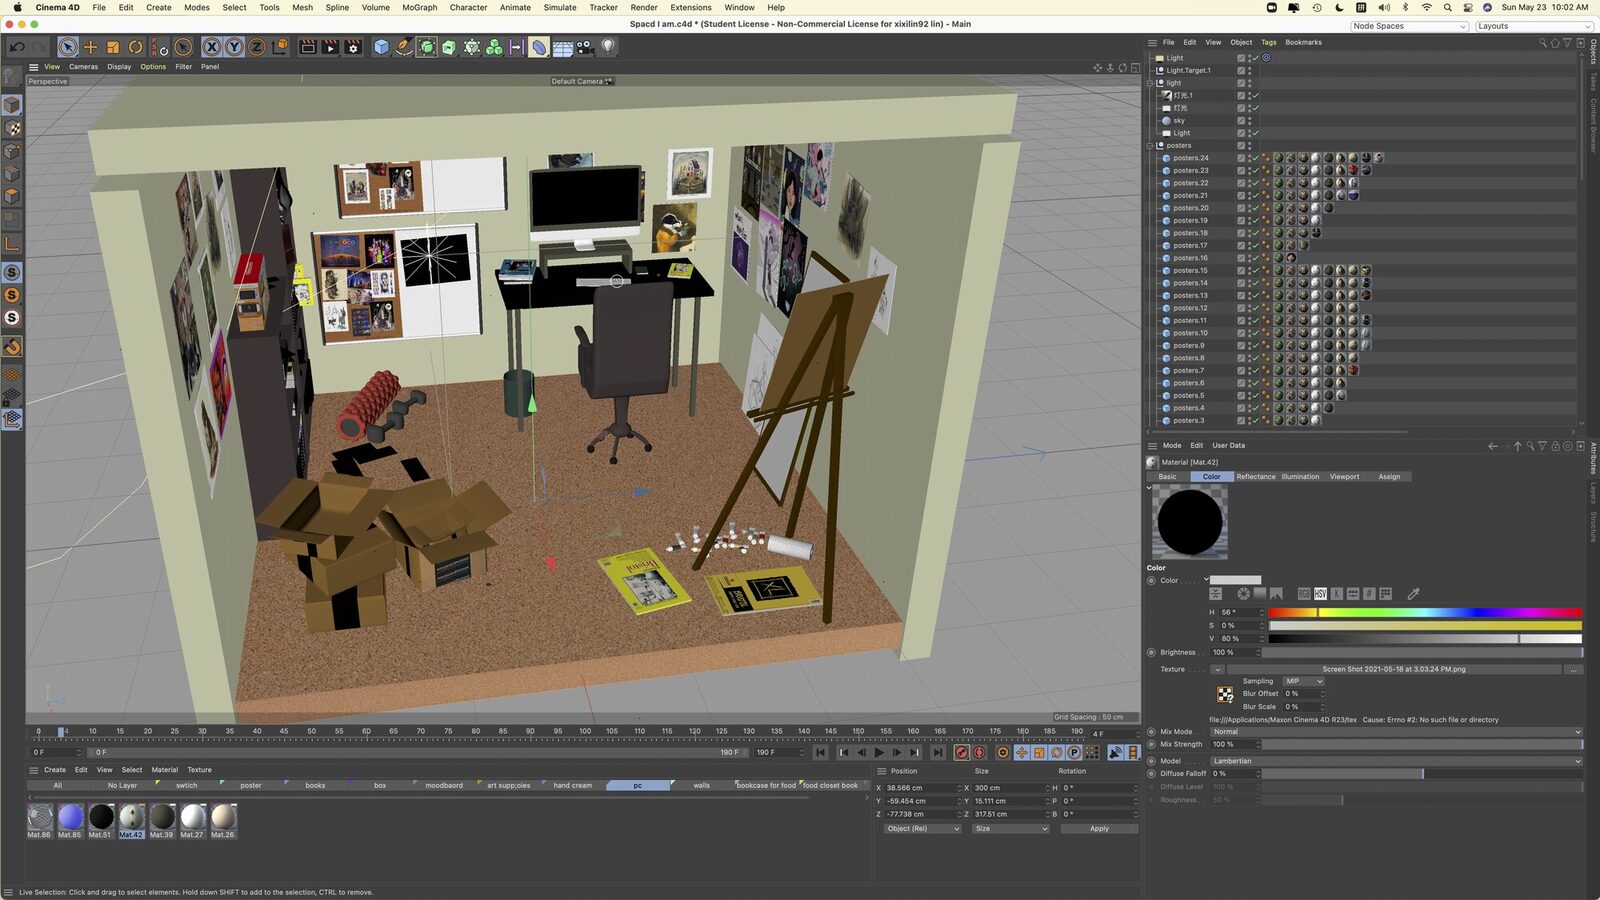 Cinema 4D File Edit Create Modes Select Tools Mesh Spline Volume MoGraph Character Animate Simulate Tracker Render Extensions Window Help Sun May 23 10:02 AM
Spacd I am.c4d * (Student License - Non-Commercial License for xixilin92 lin) - Main
Node Spaces Layouts
View Cameras Display Options Filter Panel
Perspective
Default Camera
Grid Spacing : 50 cm
File Edit View Object Tags Bookmarks
Light
Light.Target.1
light
灯光.1
灯光
sky
Light
posters
posters.24
posters.23
posters.22
posters.21
posters.20
posters.19
posters.18
posters.17
posters.16
posters.15
posters.14
posters.13
posters.12
posters.11
posters.10
posters.9
posters.8
posters.7
posters.6
posters.5
posters.4
posters.3
Objects
Takes
Content Browser
Attributes
Layers
Structure
Mode Edit User Data
Material [Mat.42]
Basic Color Reflectance Illumination Viewport Assign
Color
Color
RGB HSV K #
H 56 °
S 0 %
V 80 %
Brightness 100 %
Texture Screen Shot 2021-05-18 at 3.03.24 PM.png ...
Sampling MIP
Blur Offset 0 %
Blur Scale 0 %
file:///Applications/Maxon Cinema 4D R23/tex Cause: Errno #2: No such file or directory
Mix Mode Normal
Mix Strength 100 %
Model Lambertian
Diffuse Falloff 0 %
Diffuse Level 100 %
Roughness 50 %
Bristol
XL
0 4 10 15 20 25 30 35 40 45 50 55 60 65 70 75 80 85 90 95 100 105 110 115 120 125 130 135 140 145 150 155 160 165 170 175 180 185 190 4 F
0 F 0 F 190 F 190 F
Create Edit View Select Material Texture
All No Layer swtich poster books box moodbaord art supp;oies hand cream pc walls bookcase for food food closet book
Mat.86 Mat.85 Mat.51 Mat.42 Mat.39 Mat.27 Mat.26
Position Size Rotation
X 38.566 cm X 300 cm H 0 °
Y -59.454 cm Y 15.111 cm P 0 °
Z -77.738 cm Z 317.51 cm B 0 °
Object (Rel) Size Apply
Live Selection: Click and drag to select elements. Hold down SHIFT to add to the selection, CTRL to remove.